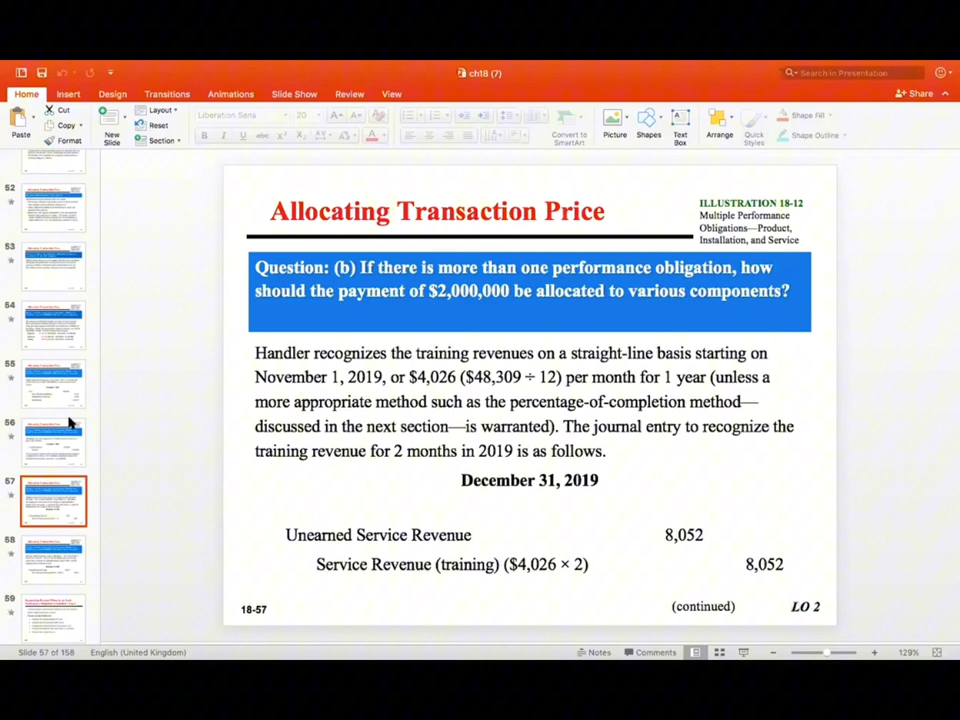 ch18 (7)
Search in Presentation
Home Insert Design Transitions Animations Slide Show Review View
Share
Paste
Cut
Copy
Format
New Slide
Layout
Reset
Section
Liberation Sans 20
Convert to SmartArt
Picture
Shapes
Text Box
Arrange
Quick Styles
Shape Fill
Shape Outline
52
53
54
55
56
57
58
59
Allocating Transaction Price
ILLUSTRATION 18-12
Multiple Performance
Obligations—Product,
Installation, and Service
Question: (b) If there is more than one performance obligation, how
should the payment of $2,000,000 be allocated to various components?
Handler recognizes the training revenues on a straight-line basis starting on
November 1, 2019, or $4,026 ($48,309 ÷ 12) per month for 1 year (unless a
more appropriate method such as the percentage-of-completion method—
discussed in the next section—is warranted). The journal entry to recognize the
training revenue for 2 months in 2019 is as follows.
December 31, 2019
Unearned Service Revenue 8,052
Service Revenue (training) ($4,026 × 2) 8,052
18-57
(continued)
LO 2
Slide 57 of 158 English (United Kingdom) Notes Comments 129%